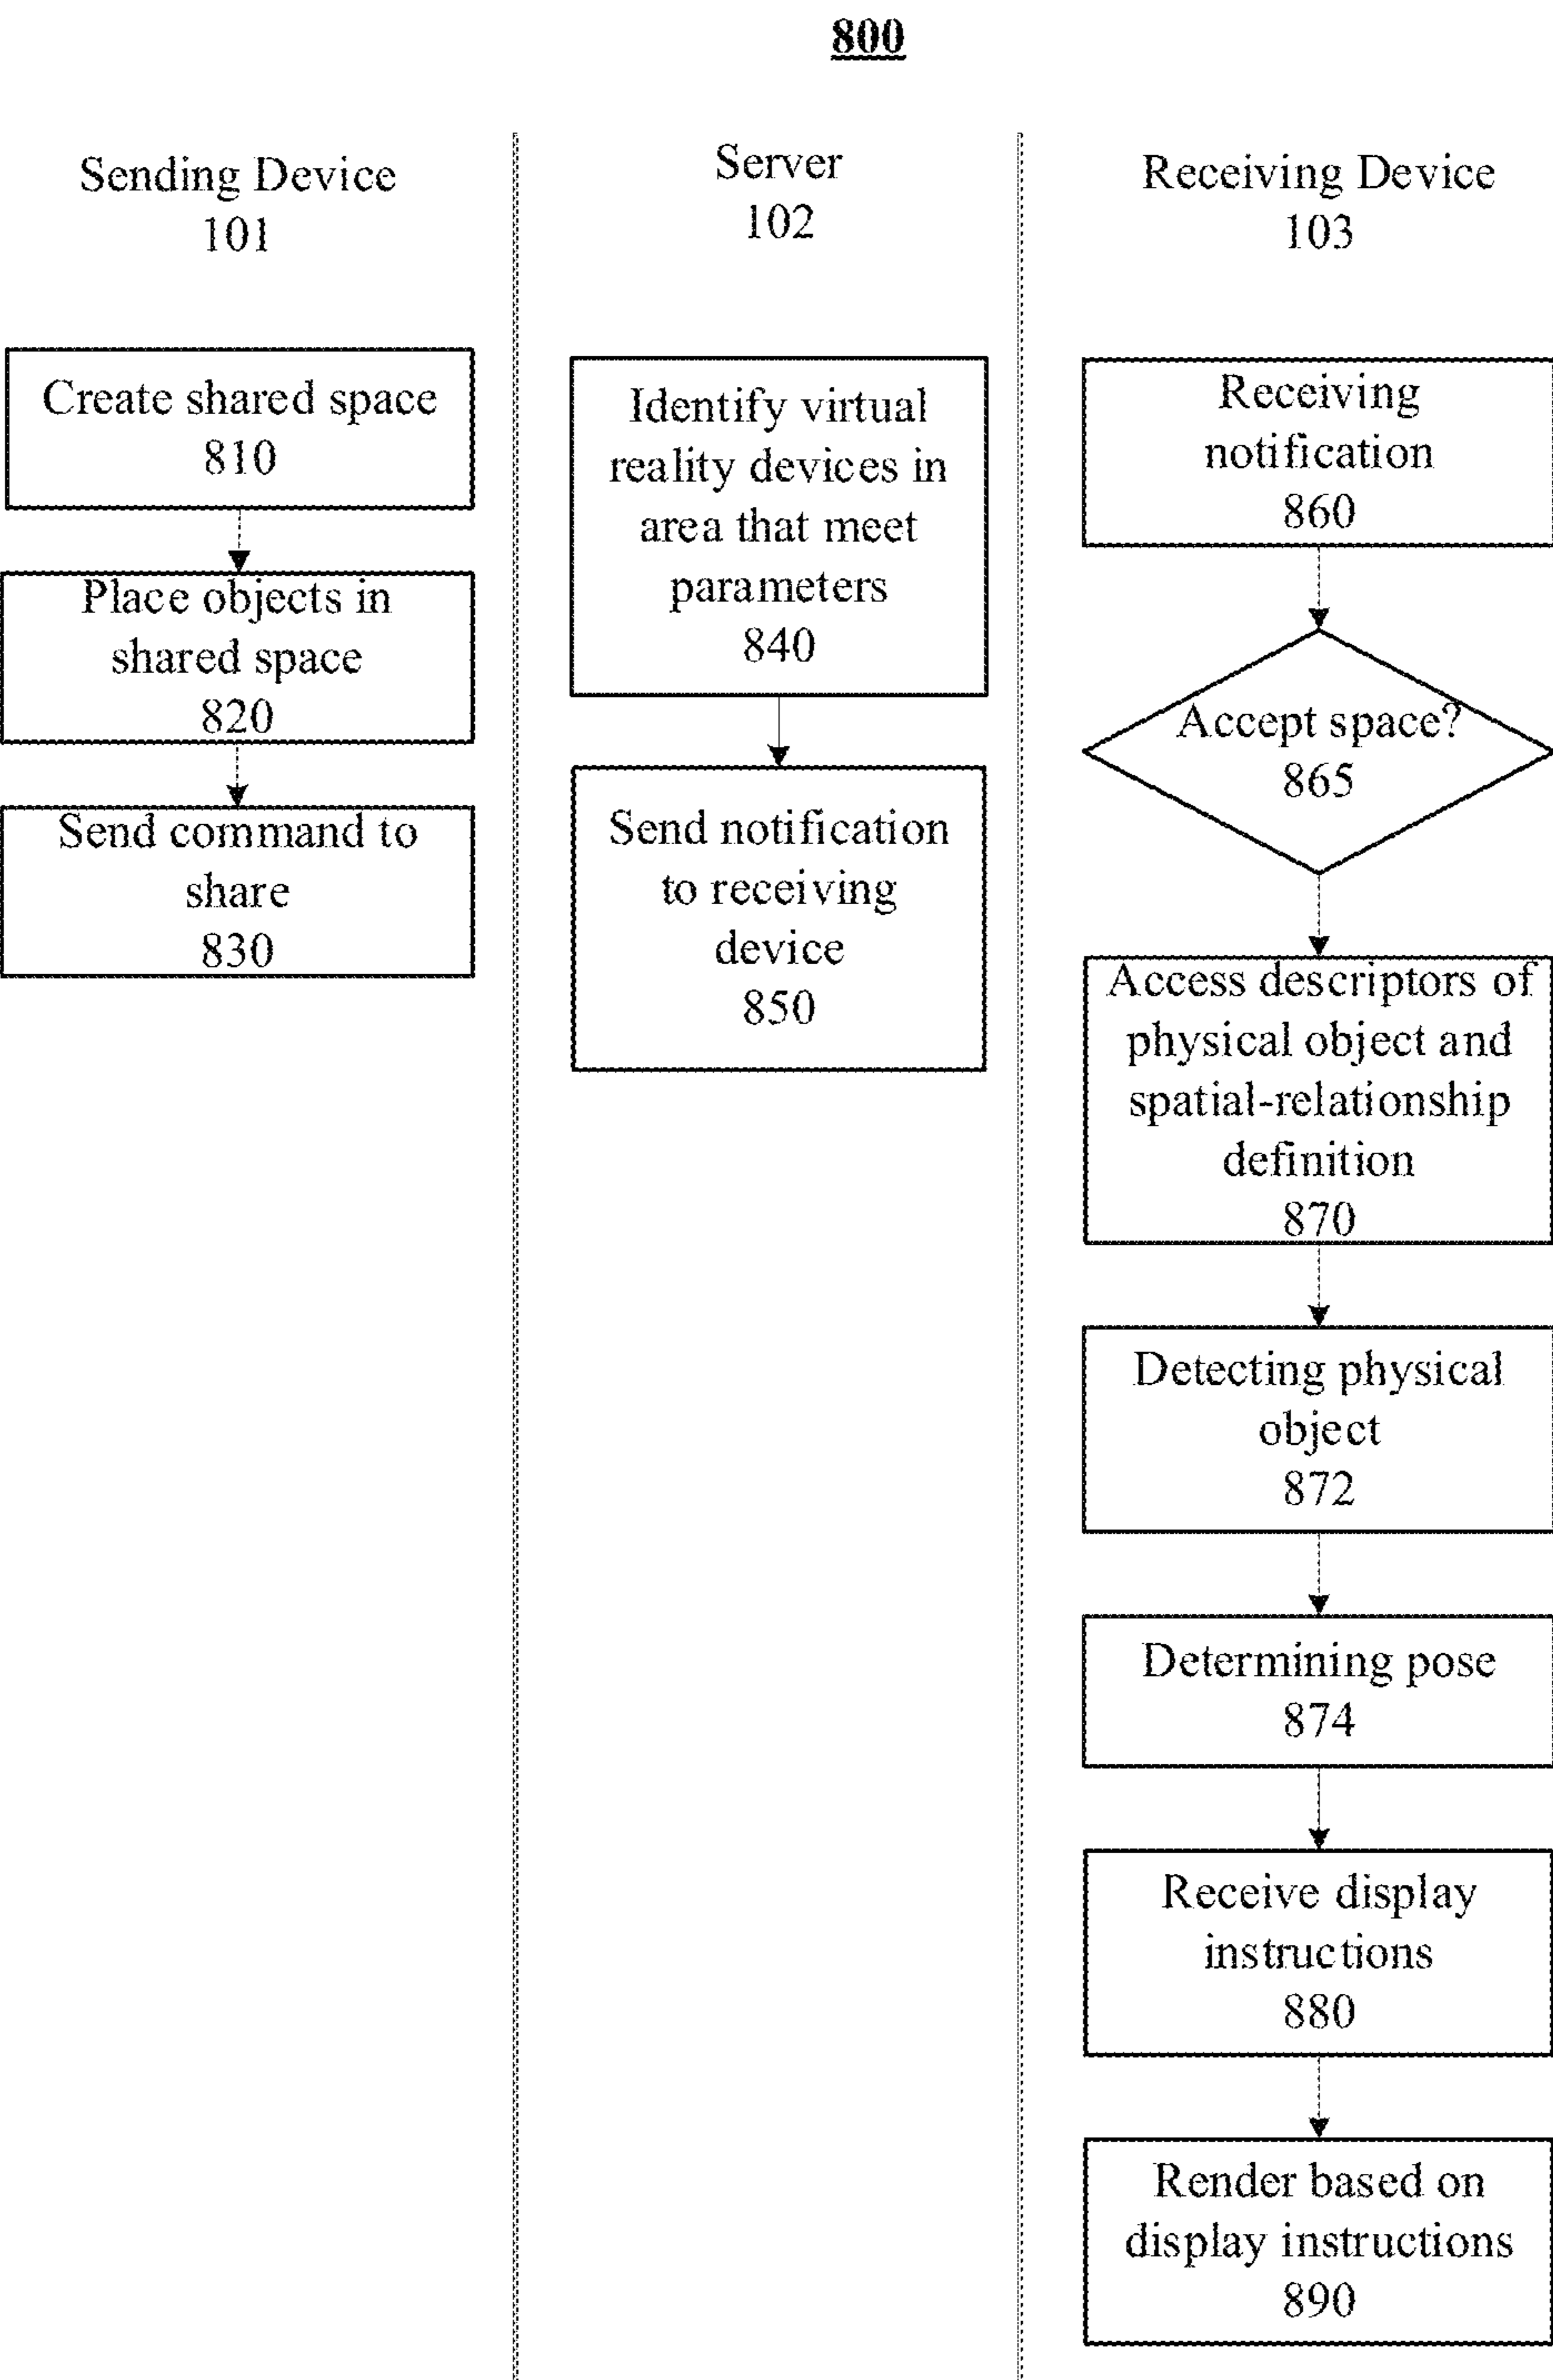 800
Sending Device
101
Create shared space
810
Place objects in
shared space
820
Send command to
share
830
Server
102
Identify virtual
reality devices in
area that meet
parameters
840
Send notification
to receiving
device
850
Receiving Device
103
Receiving
notification
860
Accept space?
865
Access descriptors of
physical object and
spatial-relationship
definition
870
Detecting physical
object
872
Determining pose
874
Receive display
instructions
880
Render based on
display instructions
890